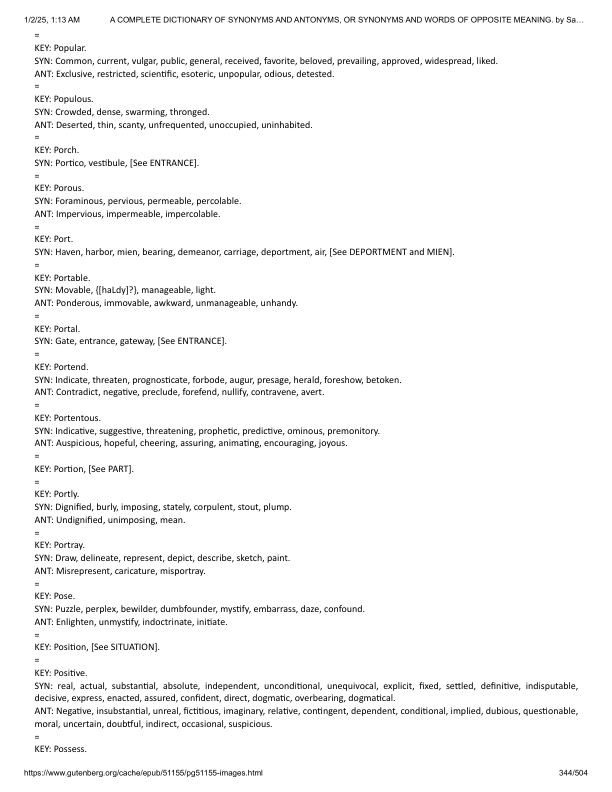 1/2/25, 1:13 AM A COMPLETE DICTIONARY OF SYNONYMS AND ANTONYMS, OR SYNONYMS AND WORDS OF OPPOSITE MEANING. by Sa…
=
KEY: Popular.
SYN: Common, current, vulgar, public, general, received, favorite, beloved, prevailing, approved, widespread, liked.
ANT: Exclusive, restricted, scientific, esoteric, unpopular, odious, detested.
=
KEY: Populous.
SYN: Crowded, dense, swarming, thronged.
ANT: Deserted, thin, scanty, unfrequented, unoccupied, uninhabited.
=
KEY: Porch.
SYN: Portico, vestibule, [See ENTRANCE].
=
KEY: Porous.
SYN: Foraminous, pervious, permeable, percolable.
ANT: Impervious, impermeable, impercolable.
=
KEY: Port.
SYN: Haven, harbor, mien, bearing, demeanor, carriage, deportment, air, [See DEPORTMENT and MIEN].
=
KEY: Portable.
SYN: Movable, {[haLdy]?}, manageable, light.
ANT: Ponderous, immovable, awkward, unmanageable, unhandy.
=
KEY: Portal.
SYN: Gate, entrance, gateway, [See ENTRANCE].
=
KEY: Portend.
SYN: Indicate, threaten, prognosticate, forbode, augur, presage, herald, foreshow, betoken.
ANT: Contradict, negative, preclude, forefend, nullify, contravene, avert.
=
KEY: Portentous.
SYN: Indicative, suggestive, threatening, prophetic, predictive, ominous, premonitory.
ANT: Auspicious, hopeful, cheering, assuring, animating, encouraging, joyous.
=
KEY: Portion, [See PART].
=
KEY: Portly.
SYN: Dignified, burly, imposing, stately, corpulent, stout, plump.
ANT: Undignified, unimposing, mean.
=
KEY: Portray.
SYN: Draw, delineate, represent, depict, describe, sketch, paint.
ANT: Misrepresent, caricature, misportray.
=
KEY: Pose.
SYN: Puzzle, perplex, bewilder, dumbfounder, mystify, embarrass, daze, confound.
ANT: Enlighten, unmystify, indoctrinate, initiate.
=
KEY: Position, [See SITUATION].
=
KEY: Positive.
SYN: real, actual, substantial, absolute, independent, unconditional, unequivocal, explicit, fixed, settled, definitive, indisputable,
decisive, express, enacted, assured, confident, direct, dogmatic, overbearing, dogmatical.
ANT: Negative, insubstantial, unreal, fictitious, imaginary, relative, contingent, dependent, conditional, implied, dubious, questionable,
moral, uncertain, doubtful, indirect, occasional, suspicious.
=
KEY: Possess.
https://www.gutenberg.org/cache/epub/51155/pg51155-images.html 344/504